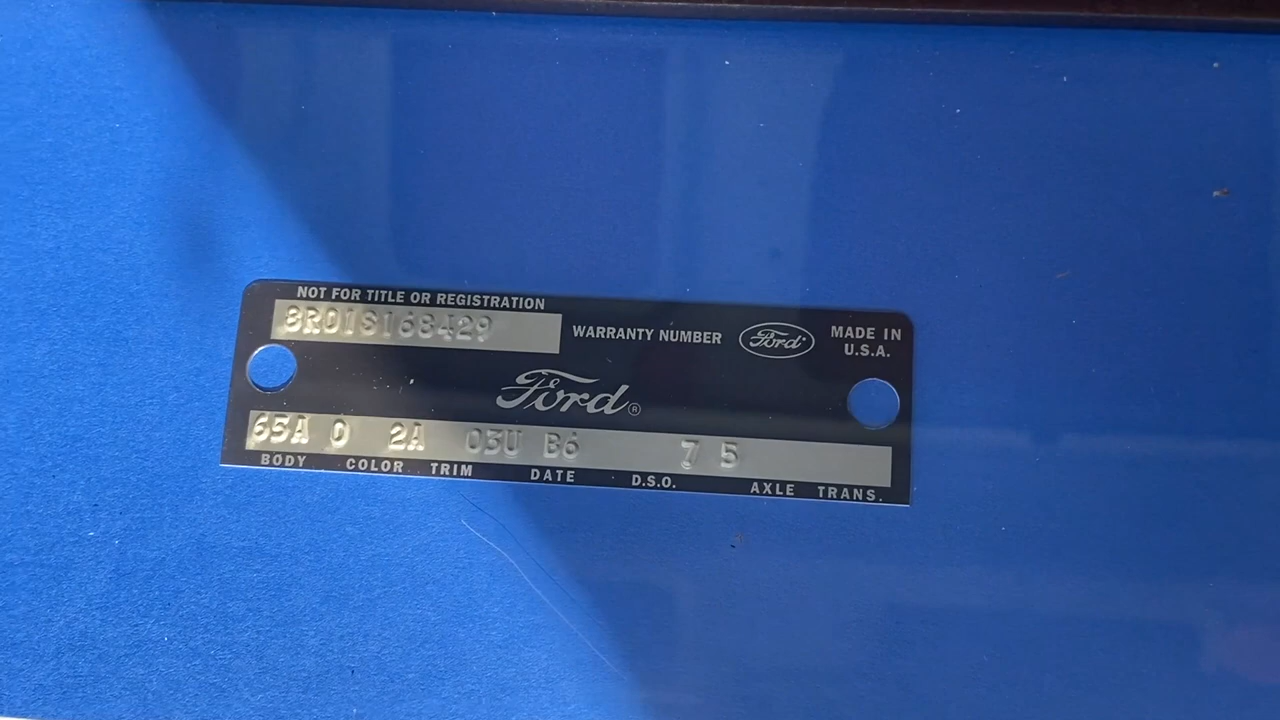 NOT FOR TITLE OR REGISTRATION
8R01S168429
WARRANTY NUMBER Ford MADE IN U.S.A.
Ford®
65A 0 2A 03U B6 7 5
BODY COLOR TRIM DATE D.S.O. AXLE TRANS.